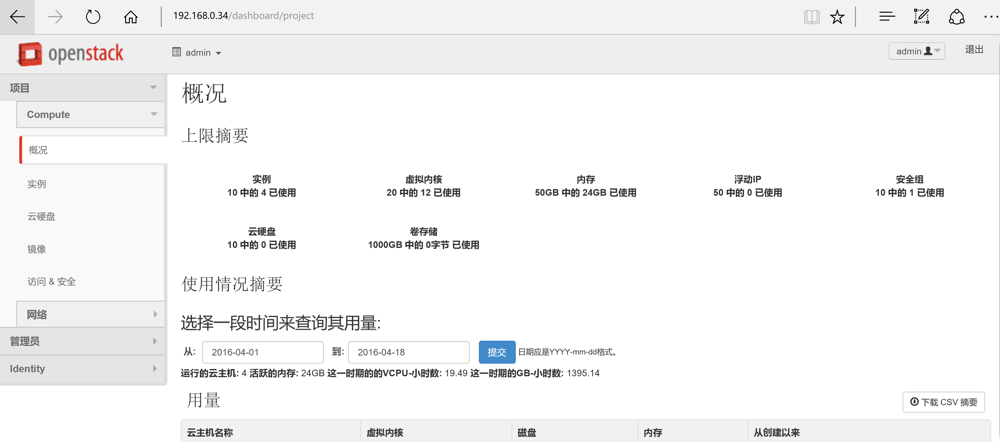 192.168.0.34/dashboard/project
openstack
admin
admin
退出
项目
Compute
概况
实例
云硬盘
镜像
访问 & 安全
网络
管理员
Identity
概况
上限摘要
实例
10 中的 4 已使用
虚拟内核
20 中的 12 已使用
内存
50GB 中的 24GB 已使用
浮动IP
50 中的 0 已使用
安全组
10 中的 1 已使用
云硬盘
10 中的 0 已使用
卷存储
1000GB 中的 0字节 已使用
使用情况摘要
选择一段时间来查询其用量:
从: 2016-04-01 到: 2016-04-18 提交 日期应是YYYY-mm-dd格式。
运行的云主机: 4 活跃的内存: 24GB 这一时期的的VCPU-小时数: 19.49 这一时期的GB-小时数: 1395.14
用量
下载 CSV 摘要
云主机名称 虚拟内核 磁盘 内存 从创建以来